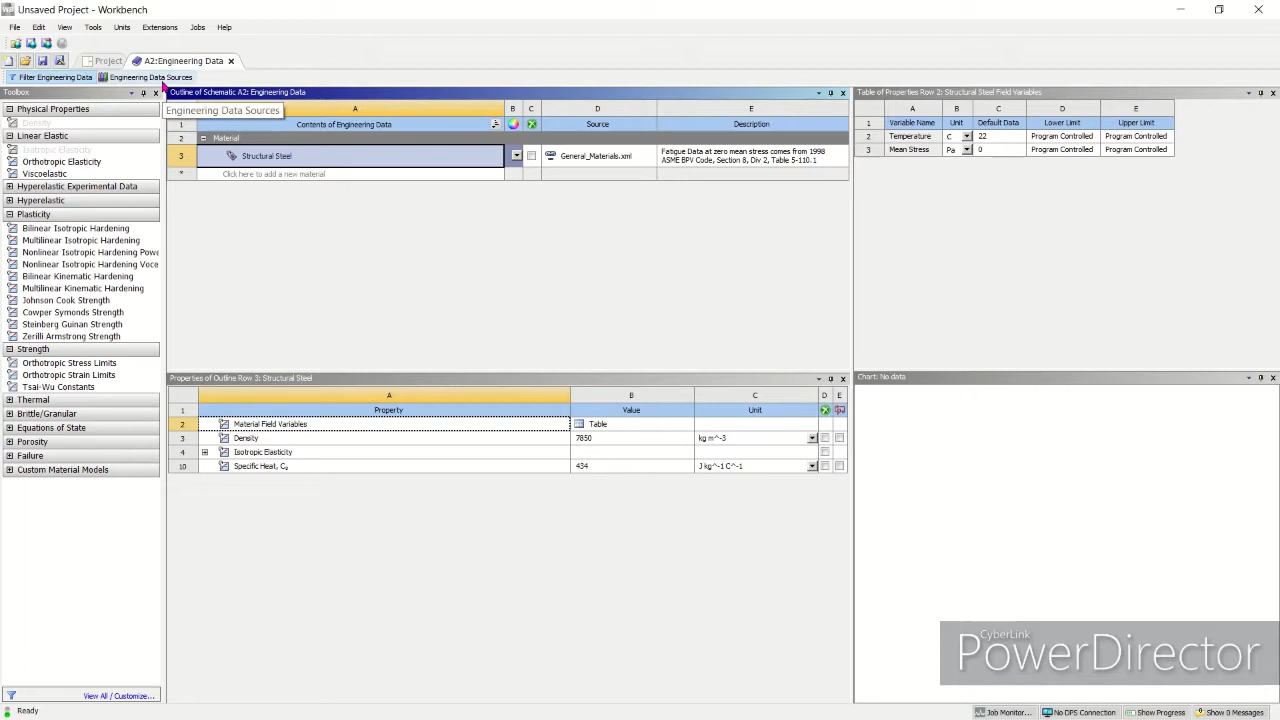 Unsaved Project - Workbench
File Edit View Tools Units Extensions Jobs Help
Project A2:Engineering Data
Filter Engineering Data Engineering Data Sources
Toolbox
Physical Properties
Density
Linear Elastic
Isotropic Elasticity
Orthotropic Elasticity
Viscoelastic
Hyperelastic Experimental Data
Hyperelastic
Plasticity
Bilinear Isotropic Hardening
Multilinear Isotropic Hardening
Nonlinear Isotropic Hardening Powe
Nonlinear Isotropic Hardening Voce
Bilinear Kinematic Hardening
Multilinear Kinematic Hardening
Johnson Cook Strength
Cowper Symonds Strength
Steinberg Guinan Strength
Zerilli Armstrong Strength
Strength
Orthotropic Stress Limits
Orthotropic Strain Limits
Tsai-Wu Constants
Thermal
Brittle/Granular
Equations of State
Porosity
Failure
Custom Material Models
View All / Customize...
Outline of Schematic A2: Engineering Data
Engineering Data Sources
A B C D E
1 Contents of Engineering Data Source Description
2 Material
3 Structural Steel General_Materials.xml Fatigue Data at zero mean stress comes from 1998
ASME BPV Code, Section 8, Div 2, Table 5-110.1
* Click here to add a new material
Properties of Outline Row 3: Structural Steel
A B C D E
1 Property Value Unit
2 Material Field Variables Table
3 Density 7850 kg m^-3
4 Isotropic Elasticity
10 Specific Heat, Cₚ 434 J kg^-1 C^-1
Table of Properties Row 2: Structural Steel Field Variables
A B C D E
1 Variable Name Unit Default Data Lower Limit Upper Limit
2 Temperature C 22 Program Controlled Program Controlled
3 Mean Stress Pa 0 Program Controlled Program Controlled
Chart: No data
CyberLink
PowerDirector
Ready
Job Monitor... No DPS Connection Show Progress Show 0 Messages